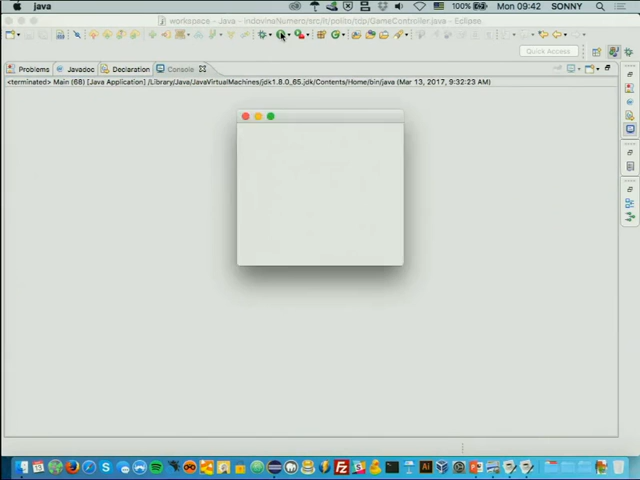 java
100%
Mon 09:42
SONNY
workspace - Java - indovinaNumero/src/it/polito/tdp/GameController.java - Eclipse
Quick Access
Problems
Javadoc
Declaration
Console
<terminated> Main (68) [Java Application] /Library/Java/JavaVirtualMachines/jdk1.8.0_65.jdk/Contents/Home/bin/java (Mar 13, 2017, 9:32:23 AM)